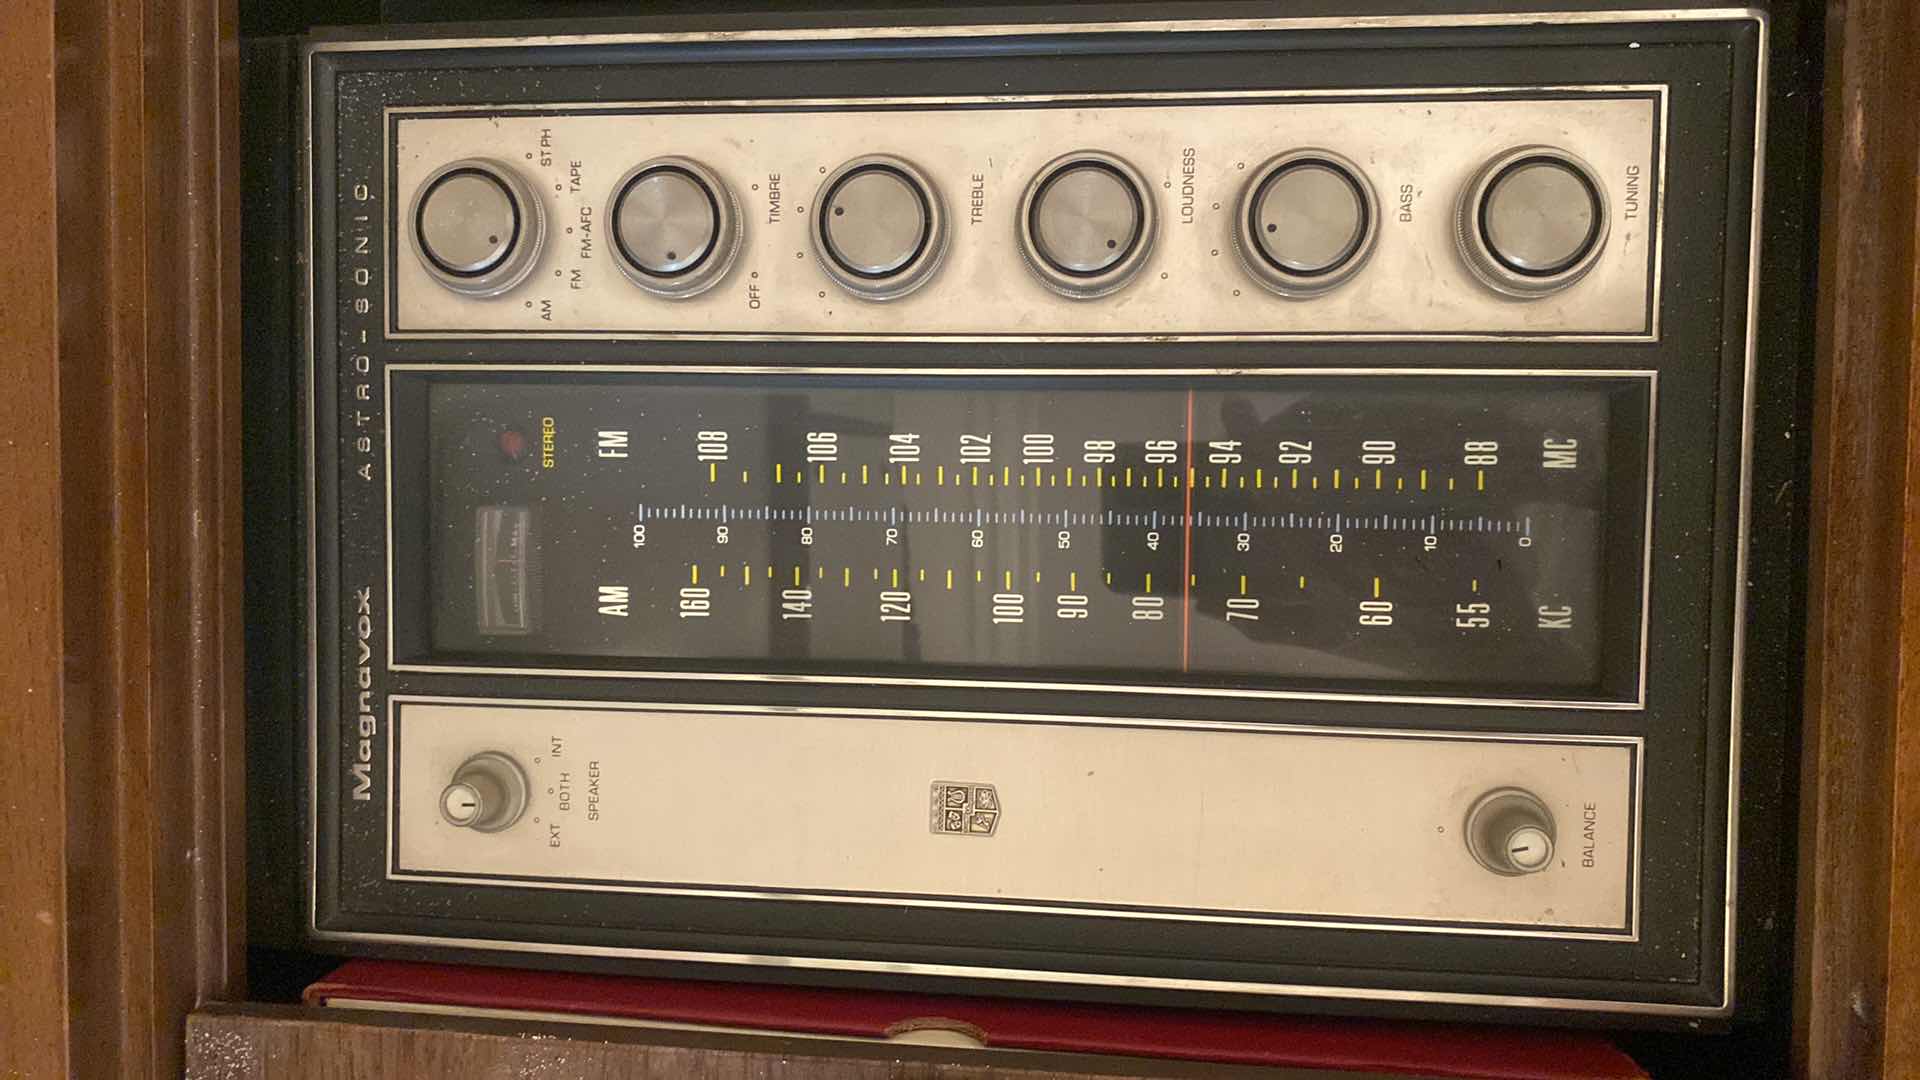 Magnavox ASTRO-SONIC
EXT BOTH INT
SPEAKER
BALANCE
STEREO
AM FM
160 100 108
140 90 106
120 80 104
100 70 102
90 60 100
80 50 98
70 40 96
60 30 94
55 20 92
10 90
0 88
KC MC
AM FM FM-AFC TAPE ST PH
OFF TIMBRE
TREBLE
LOUDNESS
BASS
TUNING